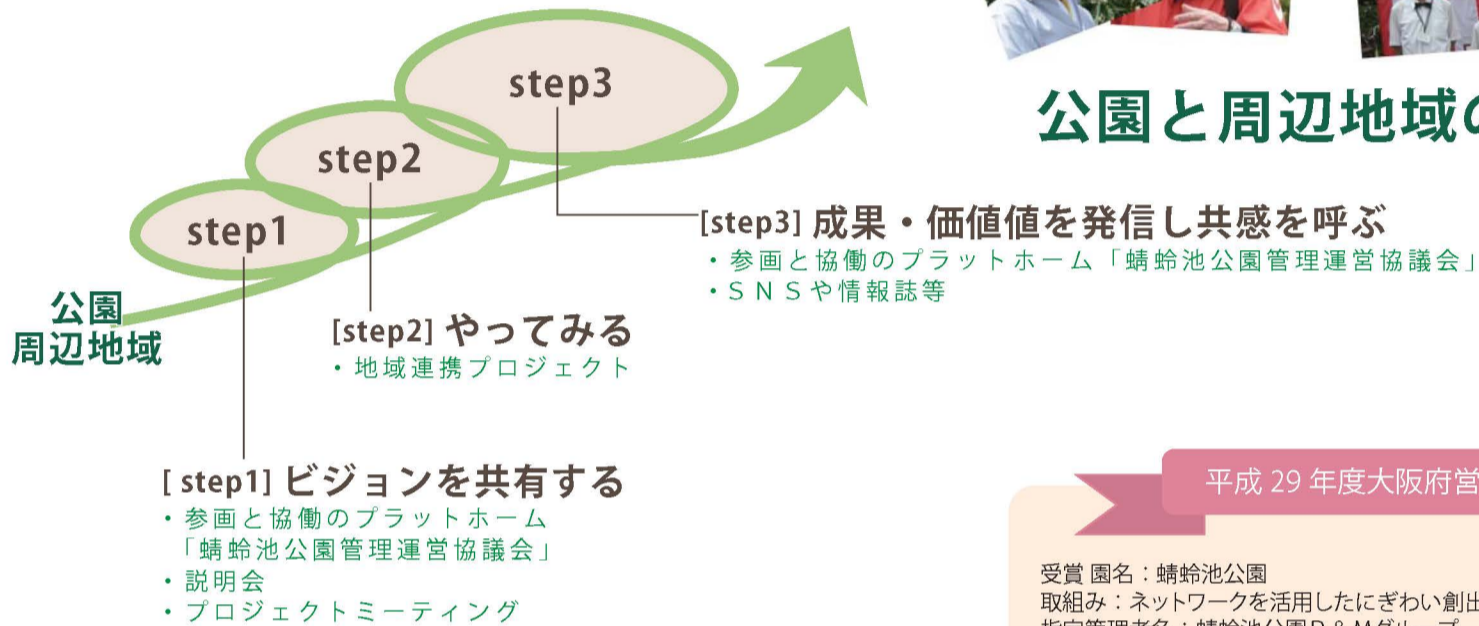 step3
step2
step1
公園
周辺地域
公園と周辺地域の
[step3] 成果・価値値を発信し共感を呼ぶ
・参画と協働のプラットホーム「蜻蛉池公園管理運営協議会」
・ＳＮＳや情報誌等
[step2] やってみる
・地域連携プロジェクト
[step1] ビジョンを共有する
・参画と協働のプラットホーム
「蜻蛉池公園管理運営協議会」
・説明会
・プロジェクトミーティング
平成 29 年度大阪府営
受賞 園名：蜻蛉池公園
取組み：ネットワークを活用したにぎわい創出